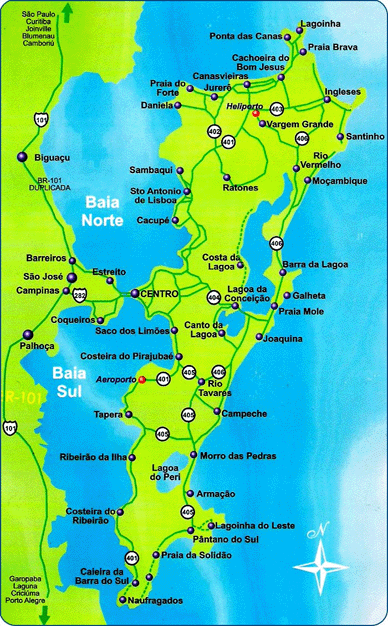 São Paulo
Curitiba
Joinville
Blumenau
Camboriú
Lagoinha
Ponta das Canas
Praia Brava
Cachoeira do
Bom Jesus
Canasvieiras
Praia do
Forte
Jurerê
Daniela
Heliporto
403
Ingleses
101
402
401
Vargem Grande
406
Santinho
Biguaçu
BR-101
DUPLICADA
Rio
Vermelho
Sambaqui
Ratones
Moçambique
Sto Antonio
de Lisboa
Baia
Norte
Cacupé
406
Barreiros
Costa da
Lagoa
Barra da Lagoa
São José
Estreito
Campinas
282
CENTRO
404
Lagoa da
Conceição
Galheta
Praia Mole
Coqueiros
Saco dos Limões
Canto da
Lagoa
Joaquina
Palhoça
Costeira do Pirajubaé
Baia
Sul
Aeroporto
401
405
406
Rio
Tavares
R-101
Tapera
405
Campeche
101
405
Ribeirão da Ilha
Morro das Pedras
Lagoa
do Peri
Armação
Costeira do
Ribeirão
405
Lagoinha do Leste
Pântano do Sul
401
Praia da Solidão
Caieira da
Barra do Sul
Naufragados
Garopaba
Laguna
Criciúma
Porto Alegre
N